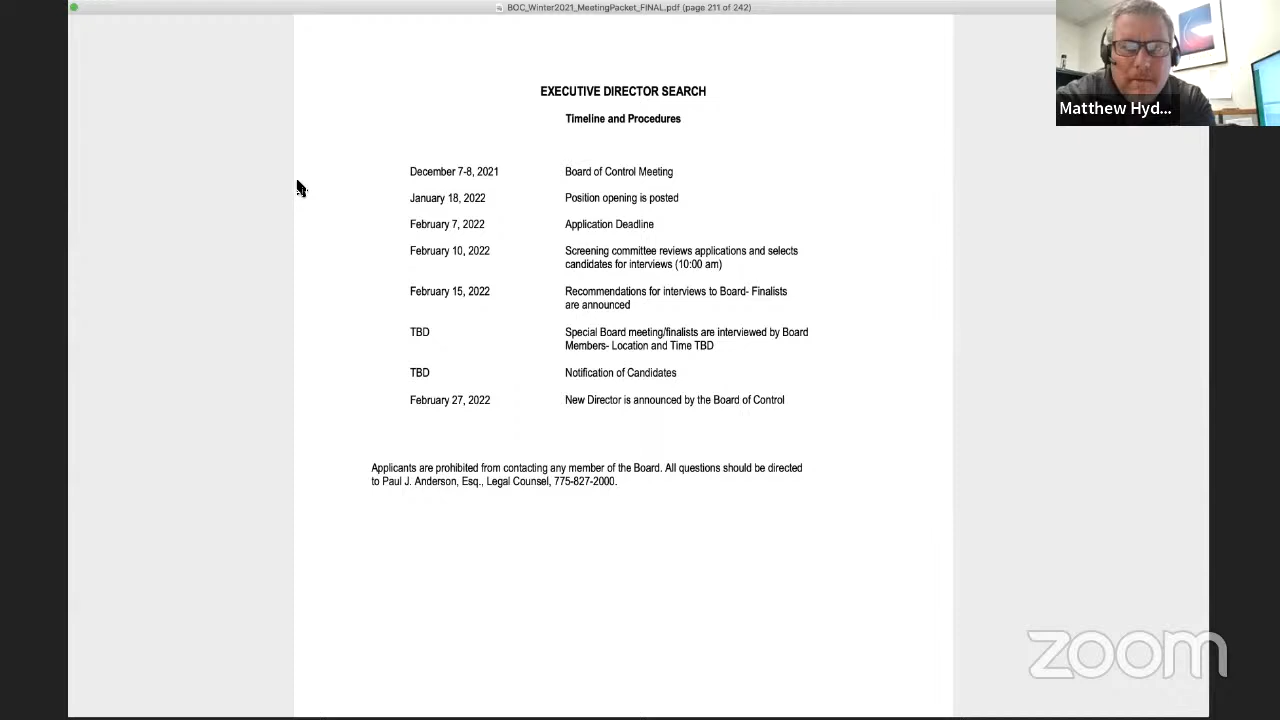 BOC_Winter2021_MeetingPacket_FINAL.pdf (page 211 of 242)
Matthew Hyd...
EXECUTIVE DIRECTOR SEARCH
Timeline and Procedures
December 7-8, 2021 Board of Control Meeting
January 18, 2022 Position opening is posted
February 7, 2022 Application Deadline
February 10, 2022 Screening committee reviews applications and selects
candidates for interviews (10:00 am)
February 15, 2022 Recommendations for interviews to Board- Finalists
are announced
TBD Special Board meeting/finalists are interviewed by Board
Members- Location and Time TBD
TBD Notification of Candidates
February 27, 2022 New Director is announced by the Board of Control
Applicants are prohibited from contacting any member of the Board. All questions should be directed
to Paul J. Anderson, Esq., Legal Counsel, 775-827-2000.
zoom